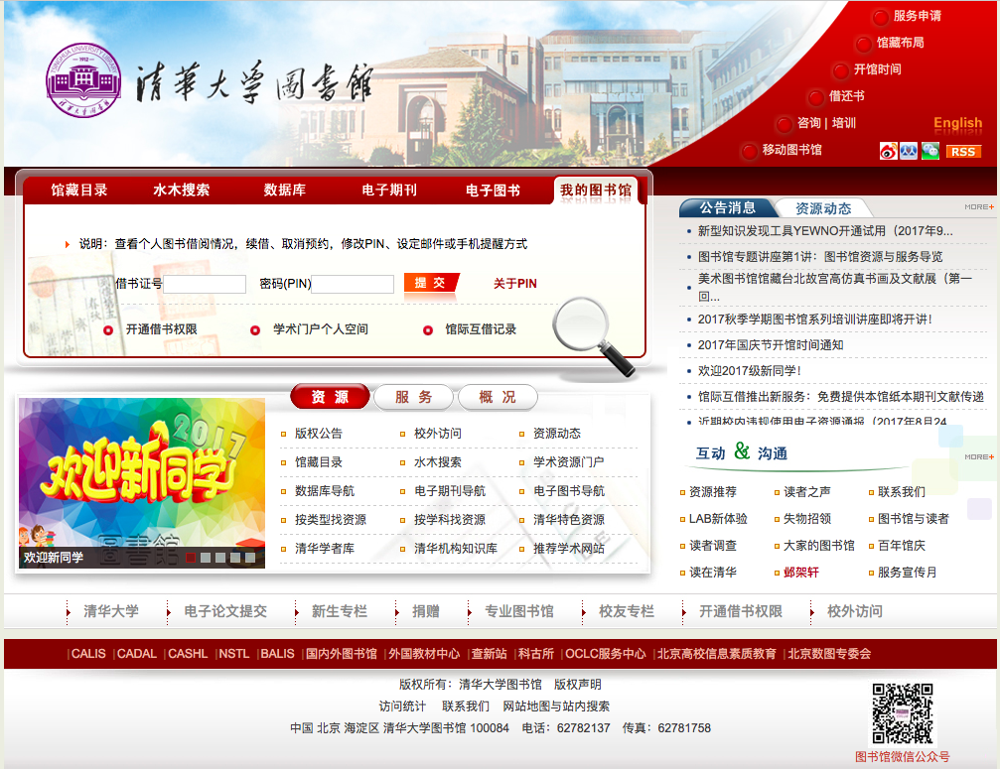 服务申请
馆藏布局
开馆时间
借还书
咨询 | 培训
English
移动图书馆
RSS
TSINGHUA UNIVERSITY LIBRARY
1912
清華大学圖書館
清華大学圖書館
馆藏目录 水木搜索 数据库 电子期刊 电子图书 我的图书馆
说明：查看个人图书借阅情况，续借、取消预约，修改PIN、设定邮件或手机提醒方式
借书证号 密码(PIN) 提 交 关于PIN
开通借书权限 学术门户个人空间 馆际互借记录
公告消息 资源动态 MORE+
新型知识发现工具YEWNO开通试用（2017年9...
图书馆专题讲座第1讲：图书馆资源与服务导览
美术图书馆馆藏台北故宫高仿真书画及文献展（第一
回...
2017秋季学期图书馆系列培训讲座即将开讲！
2017年国庆节开馆时间通知
欢迎2017级新同学！
馆际互借推出新服务：免费提供本馆纸本期刊文献传递
近期校内违规使用电子资源通报（2017年8月24
资 源 服 务 概 况
2017
欢迎新同学
圖書館
欢迎新同学
版权公告 校外访问 资源动态
馆藏目录 水木搜索 学术资源门户
数据库导航 电子期刊导航 电子图书导航
按类型找资源 按学科找资源 清华特色资源
清华学者库 清华机构知识库 推荐学术网站
互动 & 沟通 MORE+
资源推荐 读者之声 联系我们
LAB新体验 失物招领 图书馆与读者
读者调查 大家的图书馆 百年馆庆
读在清华 邺架轩 服务宣传月
清华大学 电子论文提交 新生专栏 捐赠 专业图书馆 校友专栏 开通借书权限 校外访问
|CALIS |CADAL |CASHL |NSTL |BALIS |国内外图书馆 |外国教材中心 |查新站 |科古所 |OCLC服务中心 |北京高校信息素质教育 |北京数图专委会
版权所有：清华大学图书馆 版权声明
访问统计 联系我们 网站地图与站内搜索
中国 北京 海淀区 清华大学图书馆 100084 电话：62782137 传真：62781758
图书馆微信公众号